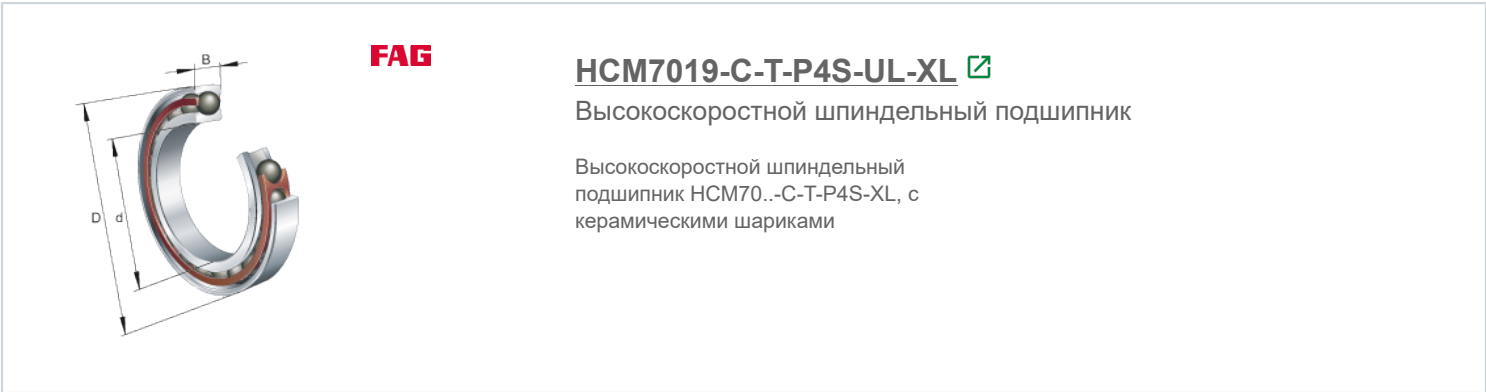 B
D
d
FAG
HCM7019-C-T-P4S-UL-XL
Высокоскоростной шпиндельный подшипник
Высокоскоростной шпиндельный
подшипник HCM70..-C-T-P4S-XL, с
керамическими шариками